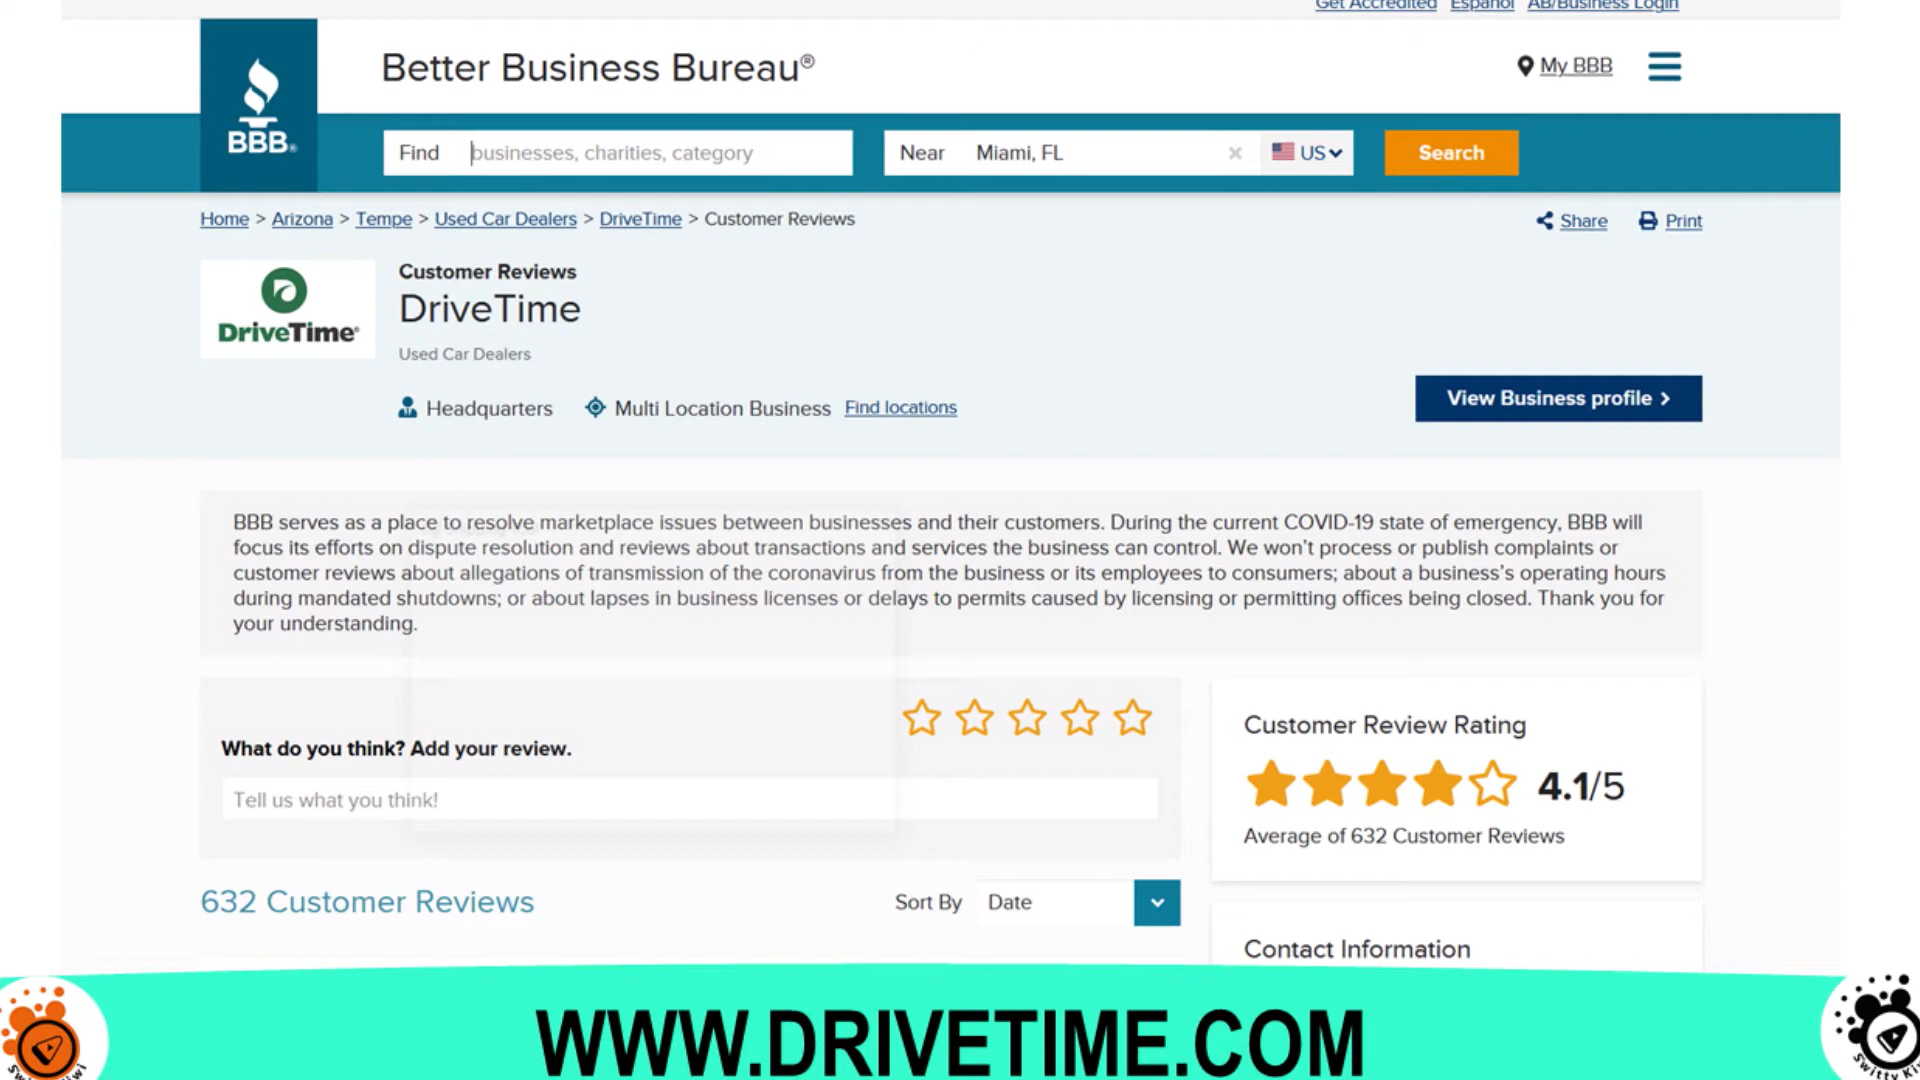 Get Accredited Español AB/Business Login
Better Business Bureau®
My BBB
BBB®
Find businesses, charities, category
Near Miami, FL
US
Search
Home > Arizona > Tempe > Used Car Dealers > DriveTime > Customer Reviews
Share
Print
DriveTime®
Customer Reviews
DriveTime
Used Car Dealers
Headquarters
Multi Location Business
Find locations
View Business profile >
BBB serves as a place to resolve marketplace issues between businesses and their customers. During the current COVID-19 state of emergency, BBB will
focus its efforts on dispute resolution and reviews about transactions and services the business can control. We won't process or publish complaints or
customer reviews about allegations of transmission of the coronavirus from the business or its employees to consumers; about a business's operating hours
during mandated shutdowns; or about lapses in business licenses or delays to permits caused by licensing or permitting offices being closed. Thank you for
your understanding.
What do you think? Add your review.
Tell us what you think!
Customer Review Rating
4.1/5
Average of 632 Customer Reviews
632 Customer Reviews
Sort By Date
Contact Information
WWW.DRIVETIME.COM